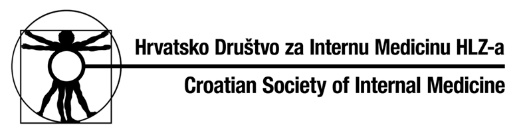 Hrvatsko Društvo za Internu Medicinu HLZ-a
Croatian Society of Internal Medicine